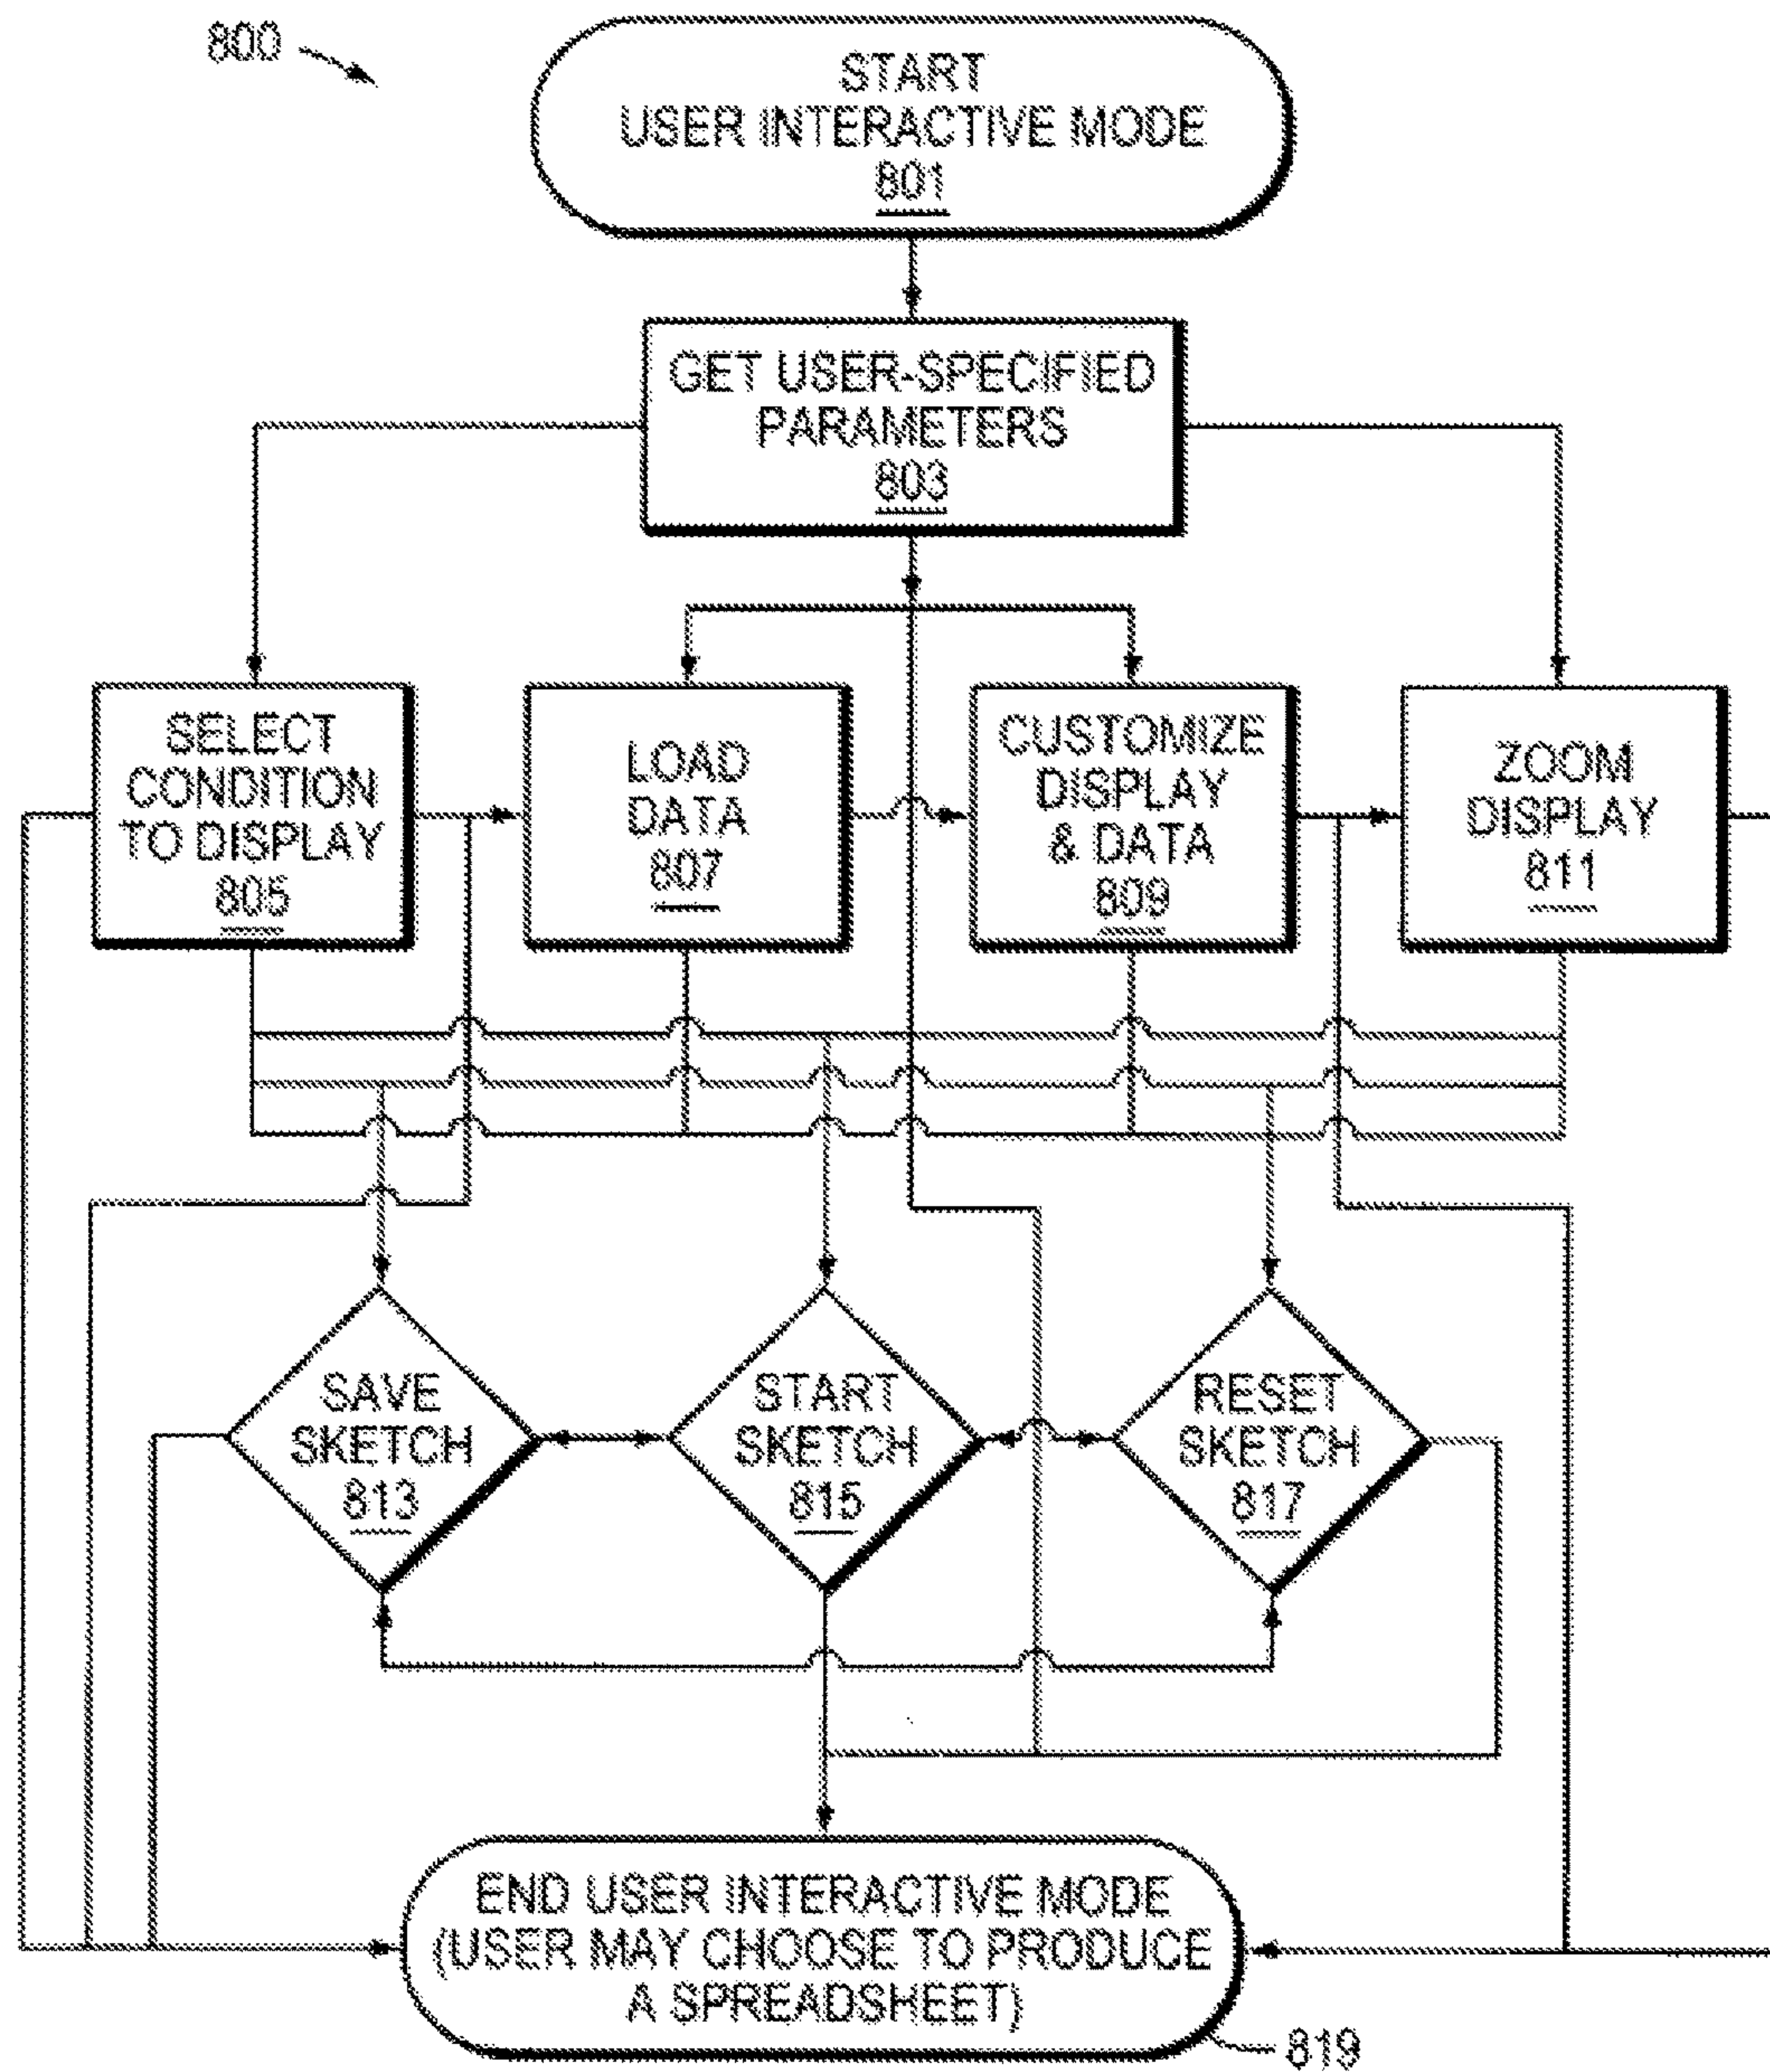 800
START
USER INTERACTIVE MODE
801
GET USER-SPECIFIED
PARAMETERS
803
SELECT
CONDITION
TO DISPLAY
805
LOAD
DATA
807
CUSTOMIZE
DISPLAY
& DATA
809
ZOOM
DISPLAY
811
SAVE
SKETCH
813
START
SKETCH
815
RESET
SKETCH
817
END USER INTERACTIVE MODE
(USER MAY CHOOSE TO PRODUCE
A SPREADSHEET)
819